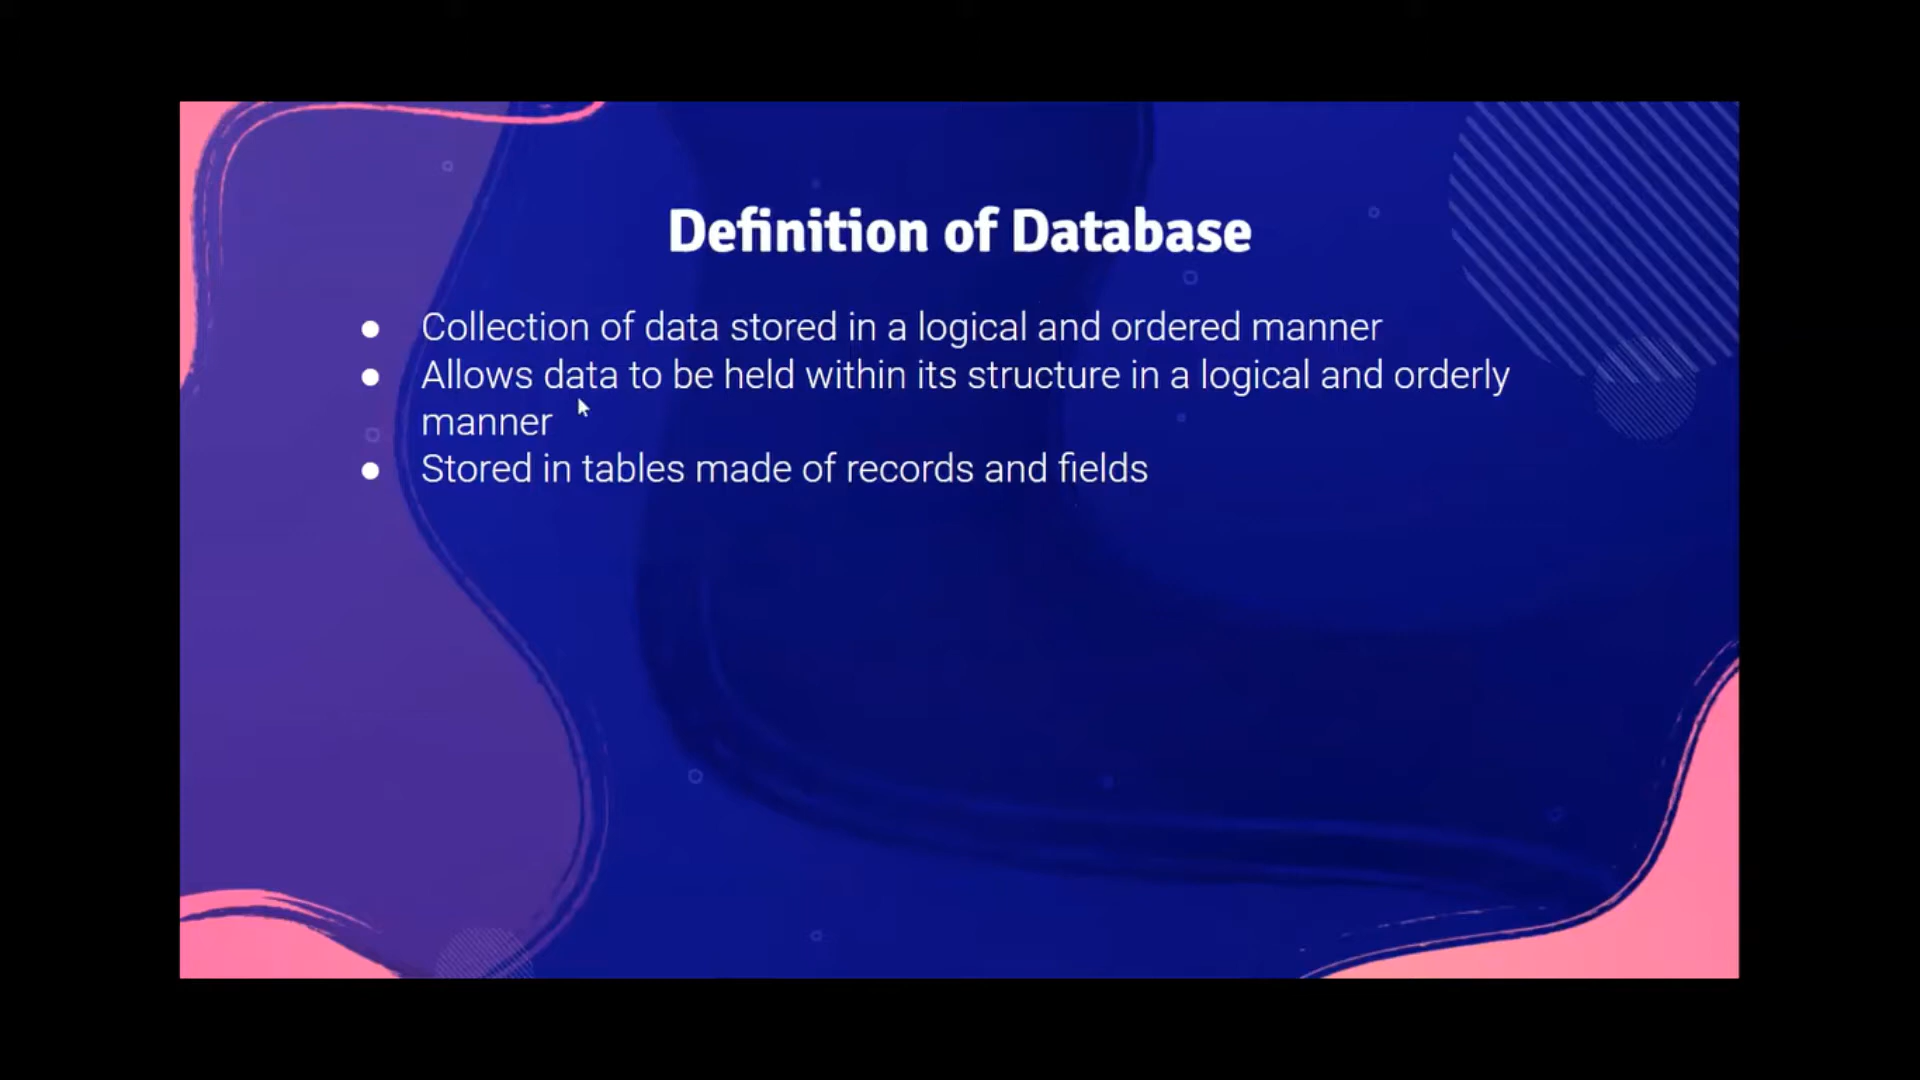 Definition of Database
● Collection of data stored in a logical and ordered manner
● Allows data to be held within its structure in a logical and orderly
manner
● Stored in tables made of records and fields